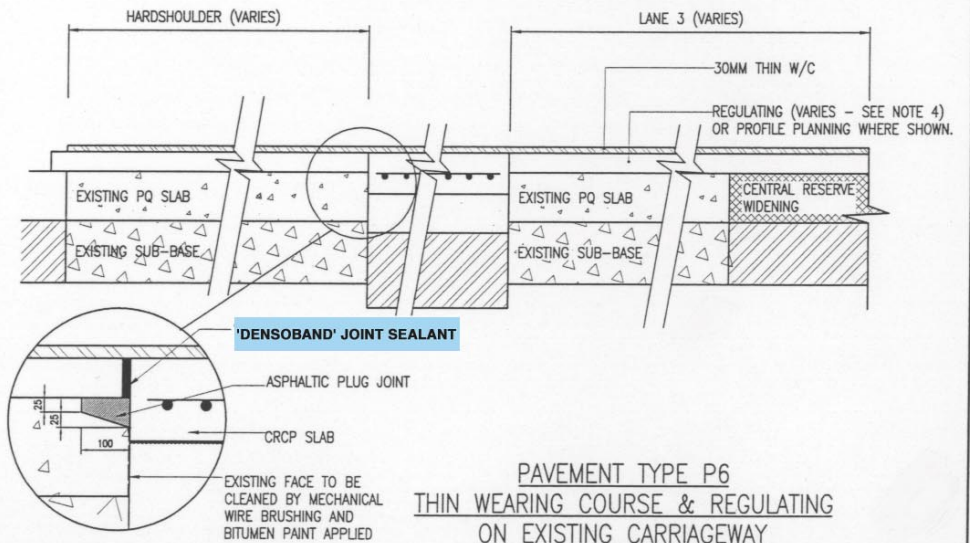 HARDSHOULDER (VARIES)
LANE 3 (VARIES)
30MM THIN W/C
REGULATING (VARIES - SEE NOTE 4)
OR PROFILE PLANNING WHERE SHOWN.
EXISTING PQ SLAB
EXISTING PQ SLAB
CENTRAL RESERVE
WIDENING
EXISTING SUB-BASE
EXISTING SUB-BASE
'DENSOBAND' JOINT SEALANT
ASPHALTIC PLUG JOINT
25
25
100
CRCP SLAB
EXISTING FACE TO BE
CLEANED BY MECHANICAL
WIRE BRUSHING AND
BITUMEN PAINT APPLIED
PAVEMENT TYPE P6
THIN WEARING COURSE & REGULATING
ON EXISTING CARRIAGEWAY